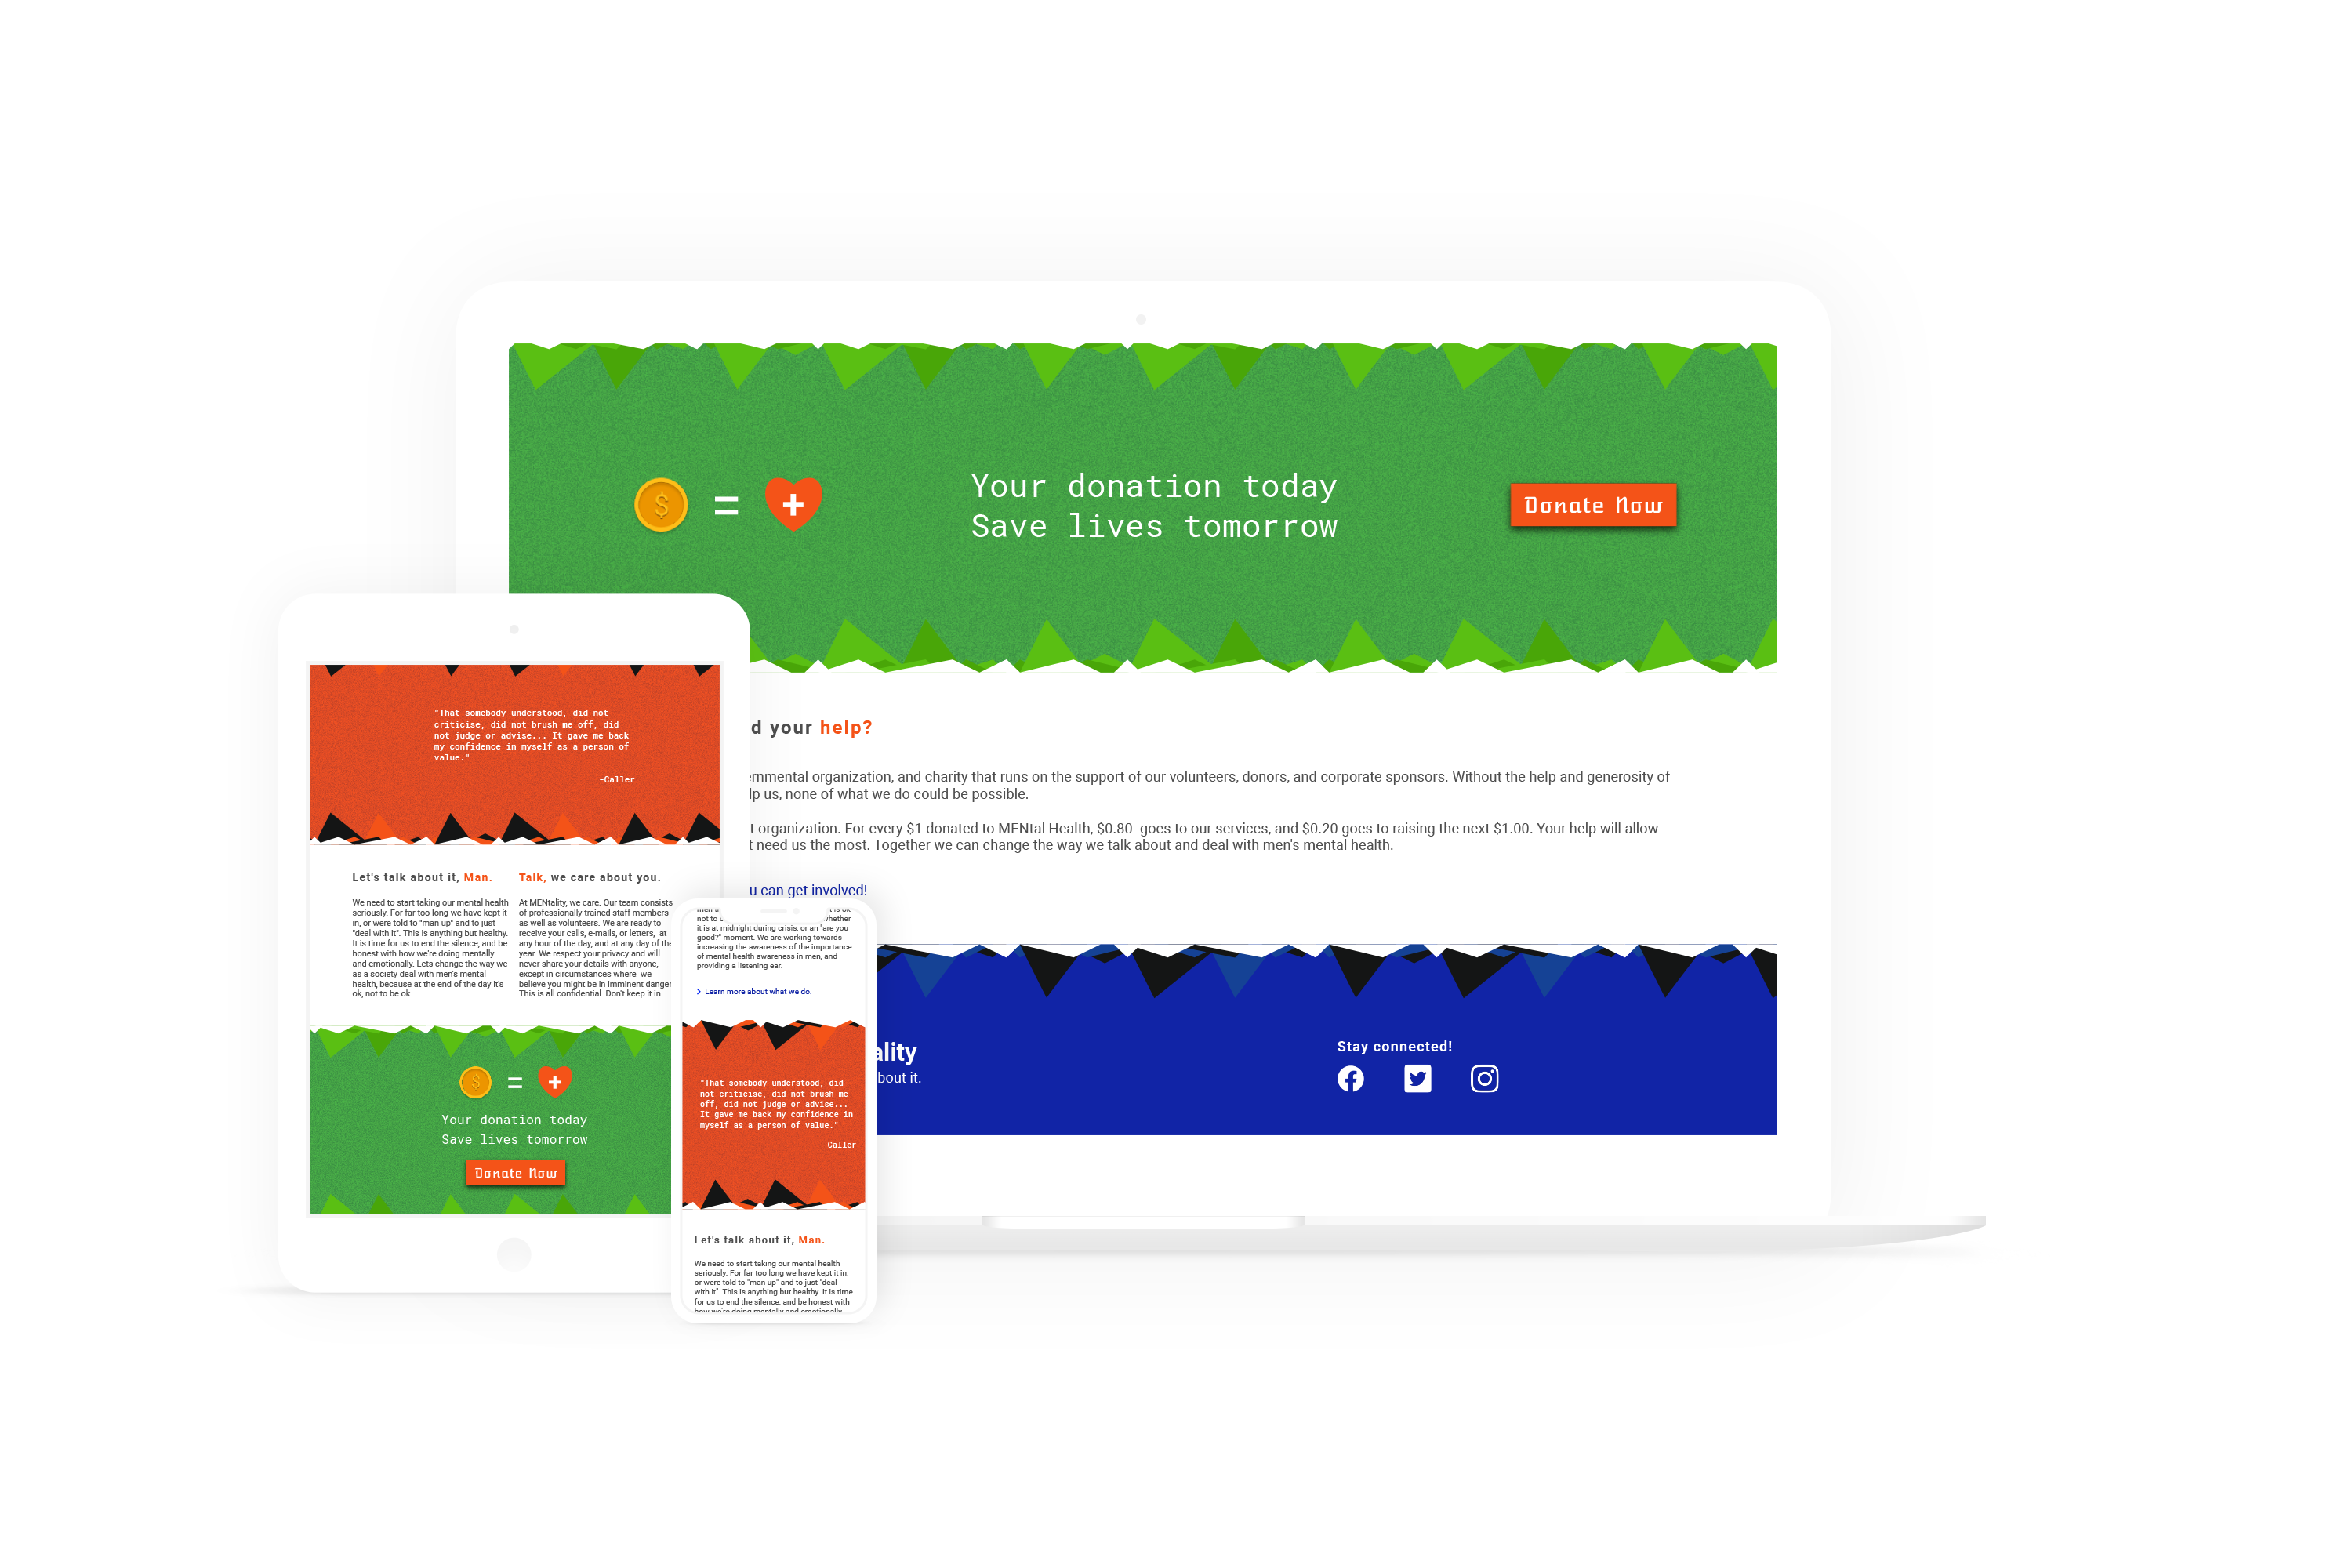 Your donation today
Save lives tomorrow
Donate Now
your help?
organization, and charity that runs on the support of our volunteers, donors, and corporate sponsors. Without the help and generosity of
us, none of what we do could be possible.
organization. For every $1 donated to MENtal Health, $0.80 goes to our services, and $0.20 goes to raising the next $1.00. Your help will allow
need us the most. Together we can change the way we talk about and deal with men's mental health.
can get involved!
it.
Stay connected!
"That somebody understood, did not
criticise, did not brush me off, did
not judge or advise... It gave me back
my confidence in myself as a person of
value."
-Caller
Let's talk about it, Man.
We need to start taking our mental health
seriously. For far too long we have kept it
in, or were told to "man up" and to just
"deal with it". This is anything but healthy.
It is time for us to end the silence, and be
honest with how we're doing mentally
and emotionally. Lets change the way we
as a society deal with men's mental
health, because at the end of the day it's
ok, not to be ok.
Talk, we care about you.
At MENtality, we care. Our team consists
of professionally trained staff members
as well as volunteers. We are ready to
receive your calls, e-mails, or letters, at
any hour of the day, and at any day of the
year. We respect your privacy and will
never share your details with anyone,
except in circumstances where we
believe you might be in imminent danger
This is all confidential. Don't keep it in.
$
=
Your donation today
Save lives tomorrow
Donate Now
not to
it is at midnight during crisis, or an "are you
good?" moment. We are working towards
increasing the awareness of the importance
of mental health awareness in men, and
providing a listening ear.
Learn more about what we do.
"That somebody understood, did
not criticise, did not brush me
off, did not judge or advise...
It gave me back my confidence in
myself as a person of value."
-Caller
Let's talk about it, Man.
We need to start taking our mental health
seriously. For far too long we have kept it in,
or were told to "man up" and to just "deal
with it". This is anything but healthy. It is time
for us to end the silence, and be honest with
how we're doing mentally and emotionally.